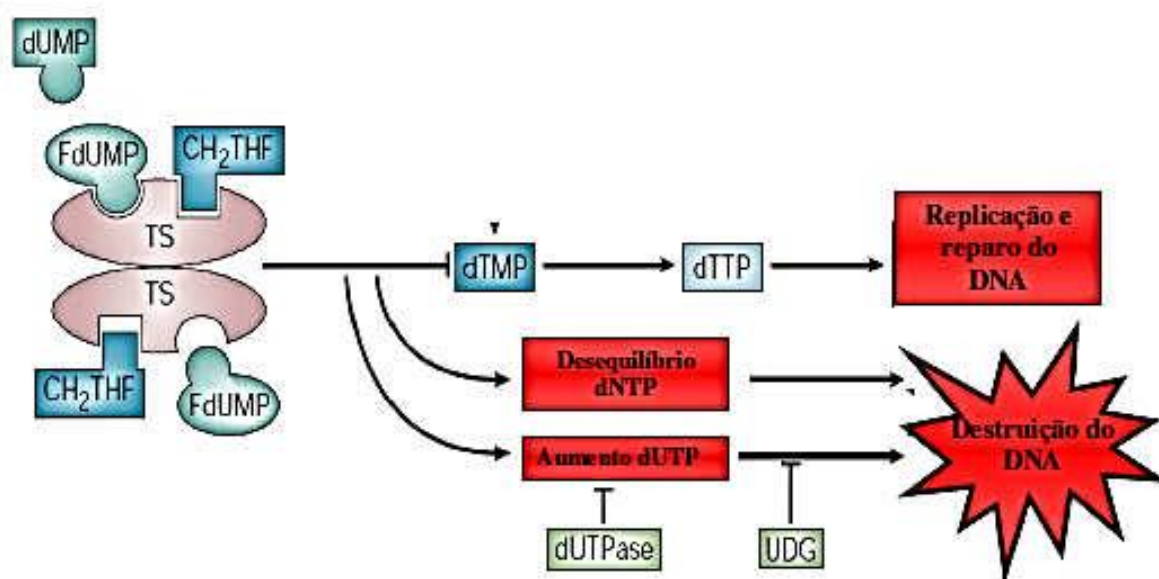 dUMP
FdUMP
CH₂THF
TS
TS
CH₂THF
FdUMP
dTMP
dTTP
Replicação e
reparo do
DNA
Desequilíbrio
dNTP
Aumento dUTP
Destruição do
DNA
dUTPase
UDG